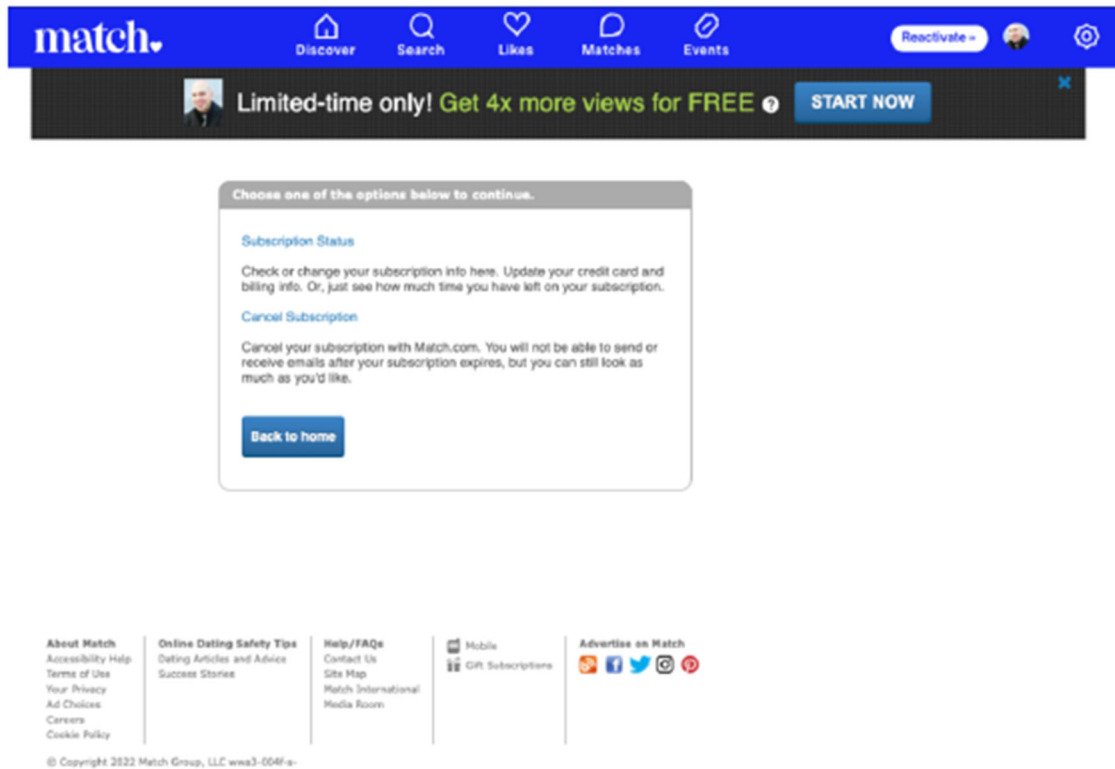 match
Discover
Search
Likes
Matches
Events
Reactivate »
Limited-time only! Get 4x more views for FREE ?
START NOW
Choose one of the options below to continue.
Subscription Status
Check or change your subscription info here. Update your credit card and
billing info. Or, just see how much time you have left on your subscription.
Cancel Subscription
Cancel your subscription with Match.com. You will not be able to send or
receive emails after your subscription expires, but you can still look as
much as you'd like.
Back to home
About Match
Accessibility Help
Terms of Use
Your Privacy
Ad Choices
Careers
Cookie Policy
Online Dating Safety Tips
Dating Articles and Advice
Success Stories
Help/FAQs
Contact Us
Site Map
Match International
Media Room
Mobile
Gift Subscriptions
Advertise on Match
© Copyright 2022 Match Group, LLC